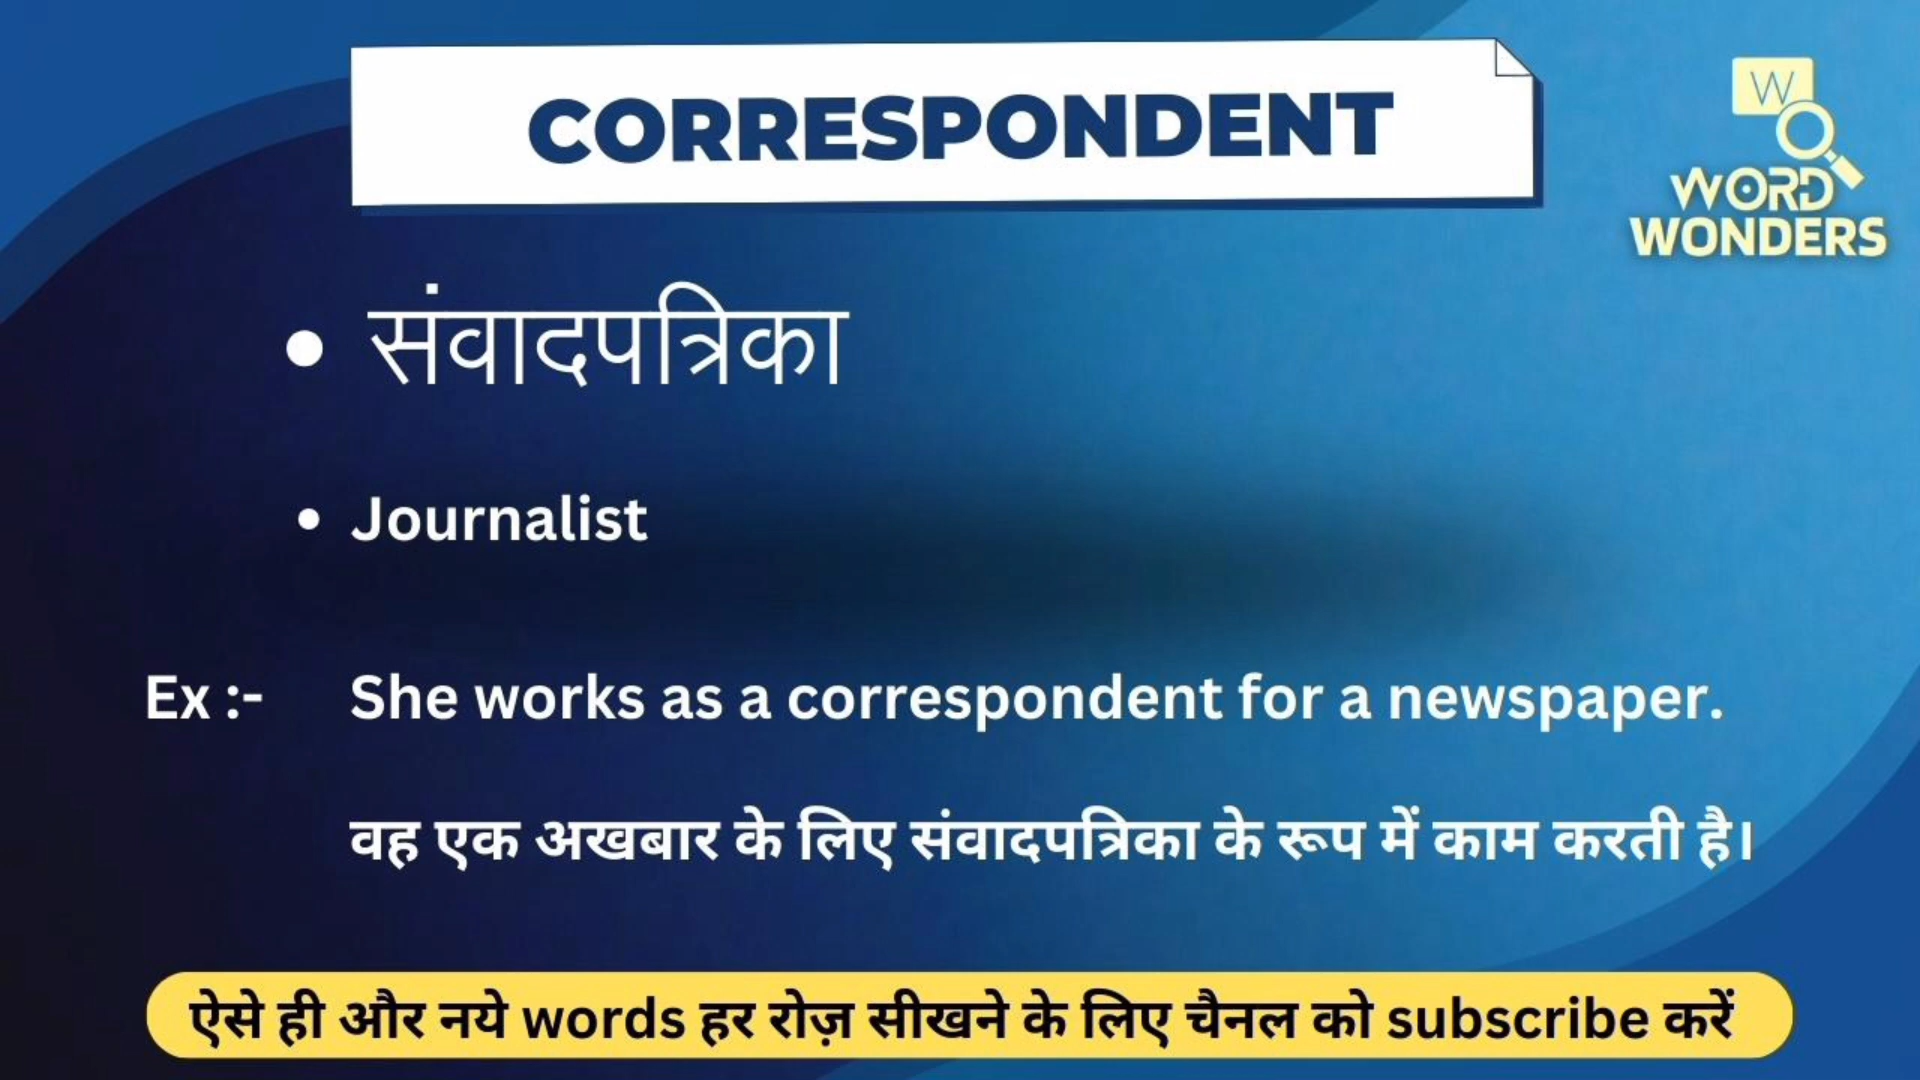 CORRESPONDENT
W
WORD
WONDERS
• संवादपत्रिका
• Journalist
Ex :- She works as a correspondent for a newspaper.
वह एक अखबार के लिए संवादपत्रिका के रूप में काम करती है।
ऐसे ही और नये words हर रोज़ सीखने के लिए चैनल को subscribe करें